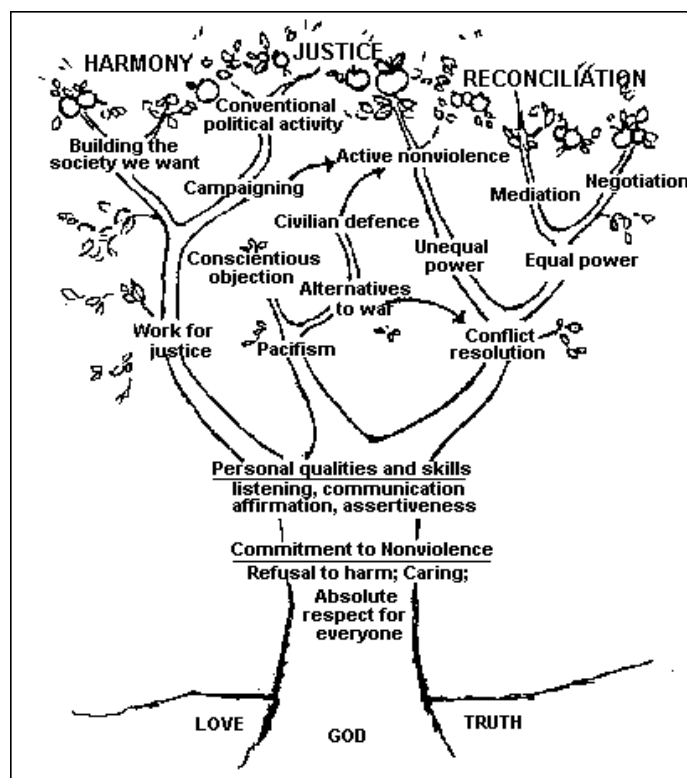 HARMONY
JUSTICE
RECONCILIATION
Conventional
political activity
Building the
society we want
Active nonviolence
Campaigning
Mediation
Negotiation
Civilian defence
Conscientious
objection
Unequal
power
Equal power
Alternatives
to war
Work for
justice
Pacifism
Conflict
resolution
Personal qualities and skills
listening, communication
affirmation, assertiveness
Commitment to Nonviolence
Refusal to harm; Caring;
Absolute
respect for
everyone
LOVE
GOD
TRUTH